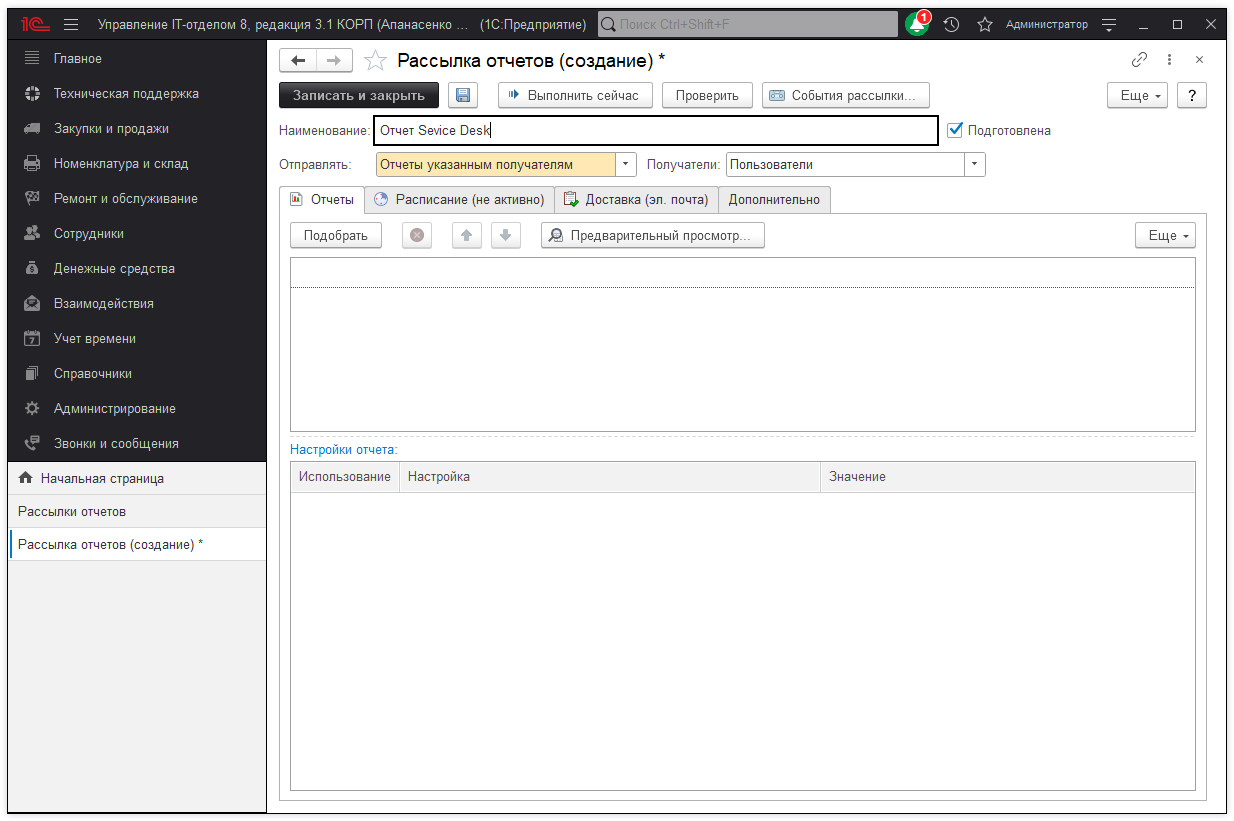 1С Управление IT-отделом 8, редакция 3.1 КОРП (Апанасенко ... (1С:Предприятие) Поиск Ctrl+Shift+F 1 Администратор
Главное
Техническая поддержка
Закупки и продажи
Номенклатура и склад
Ремонт и обслуживание
Сотрудники
Денежные средства
Взаимодействия
7 Учет времени
Справочники
Администрирование
Звонки и сообщения
Начальная страница
Рассылки отчетов
Рассылка отчетов (создание) *
Рассылка отчетов (создание) *
Записать и закрыть Выполнить сейчас Проверить События рассылки... Еще ?
Наименование: Отчет Sevice Desk Подготовлена
Отправлять: Отчеты указанным получателям Получатели: Пользователи
Отчеты Расписание (не активно) Доставка (эл. почта) Дополнительно
Подобрать Предварительный просмотр... Еще
Настройки отчета:
Использование Настройка Значение